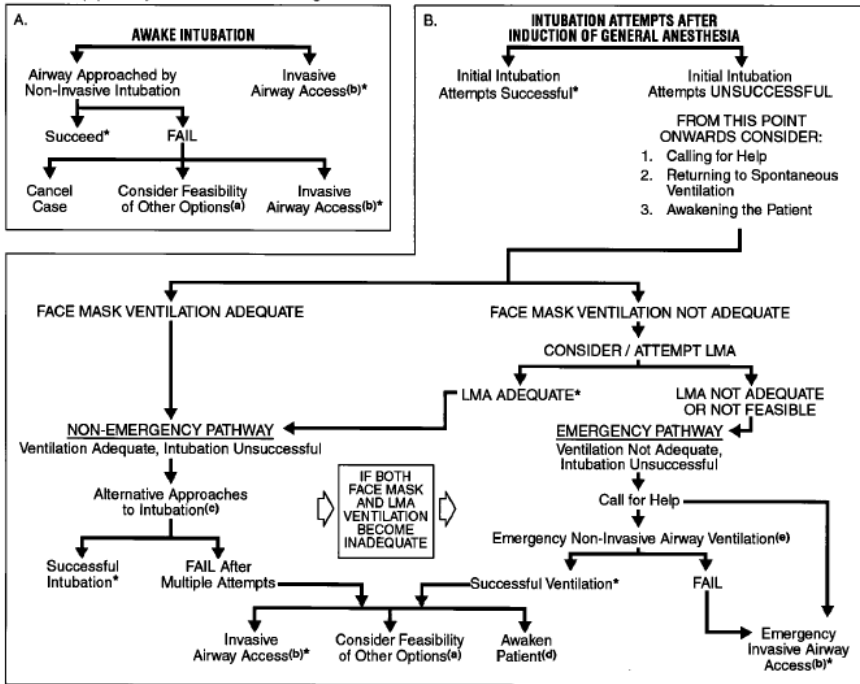 A.
AWAKE INTUBATION
Airway Approached by
Non-Invasive Intubation
Invasive
Airway Access(b)*
Succeed*
FAIL
Cancel
Case
Consider Feasibility
of Other Options(a)
Invasive
Airway Access(b)*
B.
INTUBATION ATTEMPTS AFTER
INDUCTION OF GENERAL ANESTHESIA
Initial Intubation
Attempts Successful*
Initial Intubation
Attempts UNSUCCESSFUL
FROM THIS POINT
ONWARDS CONSIDER:
1. Calling for Help
2. Returning to Spontaneous
Ventilation
3. Awakening the Patient
FACE MASK VENTILATION ADEQUATE
FACE MASK VENTILATION NOT ADEQUATE
CONSIDER / ATTEMPT LMA
LMA ADEQUATE*
LMA NOT ADEQUATE
OR NOT FEASIBLE
NON-EMERGENCY PATHWAY
Ventilation Adequate, Intubation Unsuccessful
EMERGENCY PATHWAY
Ventilation Not Adequate,
Intubation Unsuccessful
Alternative Approaches
to Intubation(c)
IF BOTH
FACE MASK
AND LMA
VENTILATION
BECOME
INADEQUATE
Call for Help
Emergency Non-Invasive Airway Ventilation(e)
Successful
Intubation*
FAIL After
Multiple Attempts
Successful Ventilation*
FAIL
Invasive
Airway Access(b)*
Consider Feasibility
of Other Options(a)
Awaken
Patient(d)
Emergency
Invasive Airway
Access(b)*